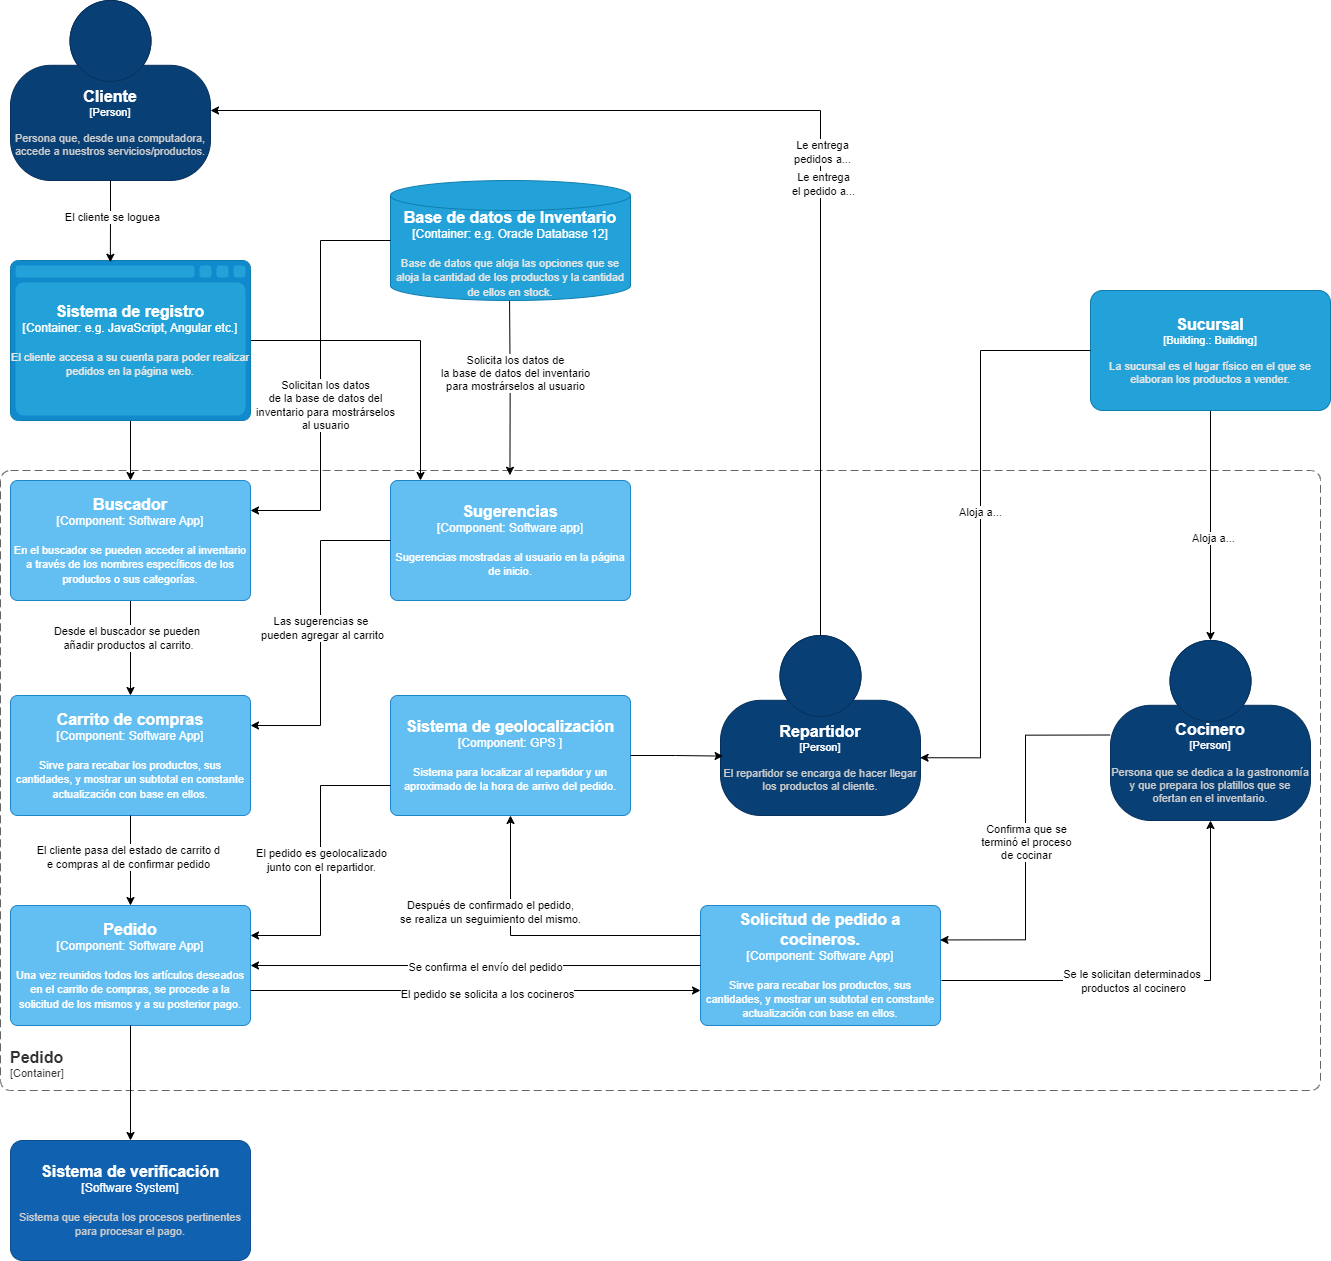 Cliente
[Person]
Persona que, desde una computadora,
accede a nuestros servicios/productos.
El cliente se loguea
Le entrega
pedidos a...
Le entrega
el pedido a...
Base de datos de Inventario
[Container: e.g. Oracle Database 12]
Base de datos que aloja las opciones que se
aloja la cantidad de los productos y la cantidad
de ellos en stock.
Sistema de registro
[Container: e.g. JavaScript, Angular etc.]
El cliente accesa a su cuenta para poder realizar
pedidos en la página web.
Sucursal
[Building.: Building]
La sucursal es el lugar físico en el que se
elaboran los productos a vender.
Solicita los datos de
la base de datos del inventario
para mostrárselos al usuario
Solicitan los datos
de la base de datos del
inventario para mostrárselos
al usuario
Buscador
[Component: Software App]
En el buscador se pueden acceder al inventario
a través de los nombres específicos de los
productos o sus categorías.
Sugerencias
[Component: Software app]
Sugerencias mostradas al usuario en la página
de inicio.
Aloja a...
Aloja a...
Desde el buscador se pueden
añadir productos al carrito.
Las sugerencias se
pueden agregar al carrito
Carrito de compras
[Component: Software App]
Sirve para recabar los productos, sus
cantidades, y mostrar un subtotal en constante
actualización con base en ellos.
Sistema de geolocalización
[Component: GPS ]
Sistema para localizar al repartidor y un
aproximado de la hora de arrivo del pedido.
Repartidor
[Person]
El repartidor se encarga de hacer llegar
los productos al cliente.
Cocinero
[Person]
Persona que se dedica a la gastronomía
y que prepara los platillos que se
ofertan en el inventario.
El cliente pasa del estado de carrito d
e compras al de confirmar pedido
El pedido es geolocalizado
junto con el repartidor.
Confirma que se
terminó el proceso
de cocinar
Después de confirmado el pedido,
se realiza un seguimiento del mismo.
Pedido
[Component: Software App]
Una vez reunidos todos los artículos deseados
en el carrito de compras, se procede a la
solicitud de los mismos y a su posterior pago.
Se confirma el envío del pedido
El pedido se solicita a los cocineros
Solicitud de pedido a
cocineros.
[Component: Software App]
Sirve para recabar los productos, sus
cantidades, y mostrar un subtotal en constante
actualización con base en ellos.
Se le solicitan determinados
productos al cocinero
Pedido
[Container]
Sistema de verificación
[Software System]
Sistema que ejecuta los procesos pertinentes
para procesar el pago.